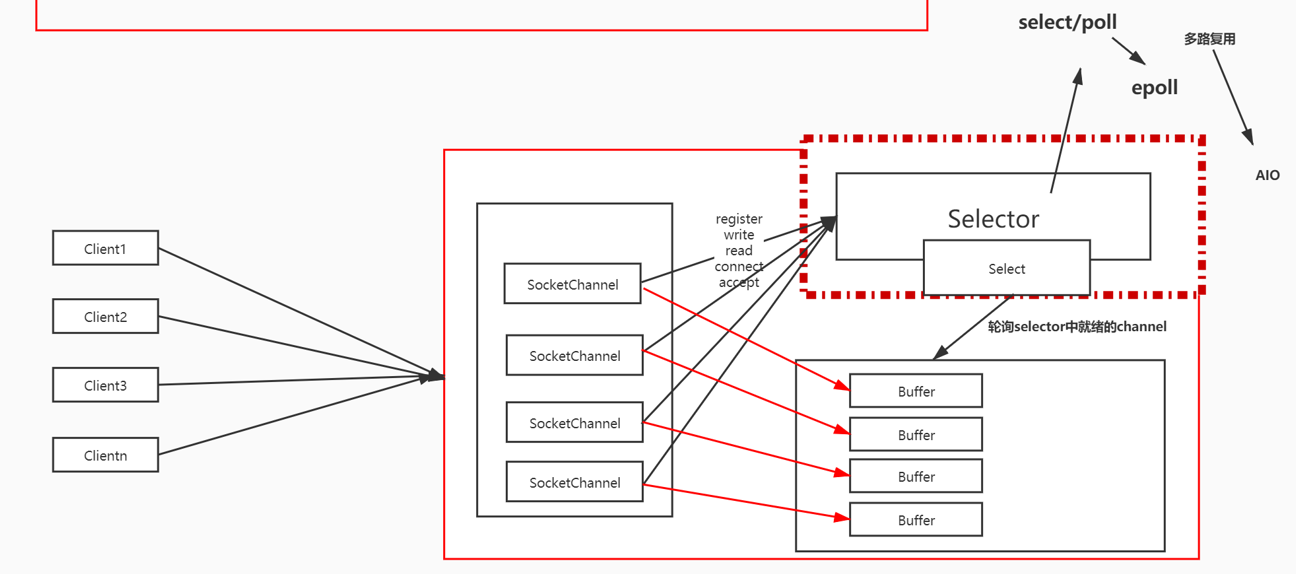 select/poll
多路复用
epoll
AIO
register
write
read
connect
accept
Selector
Select
轮询selector中就绪的channel
Client1
Client2
Client3
Clientn
SocketChannel
SocketChannel
SocketChannel
SocketChannel
Buffer
Buffer
Buffer
Buffer